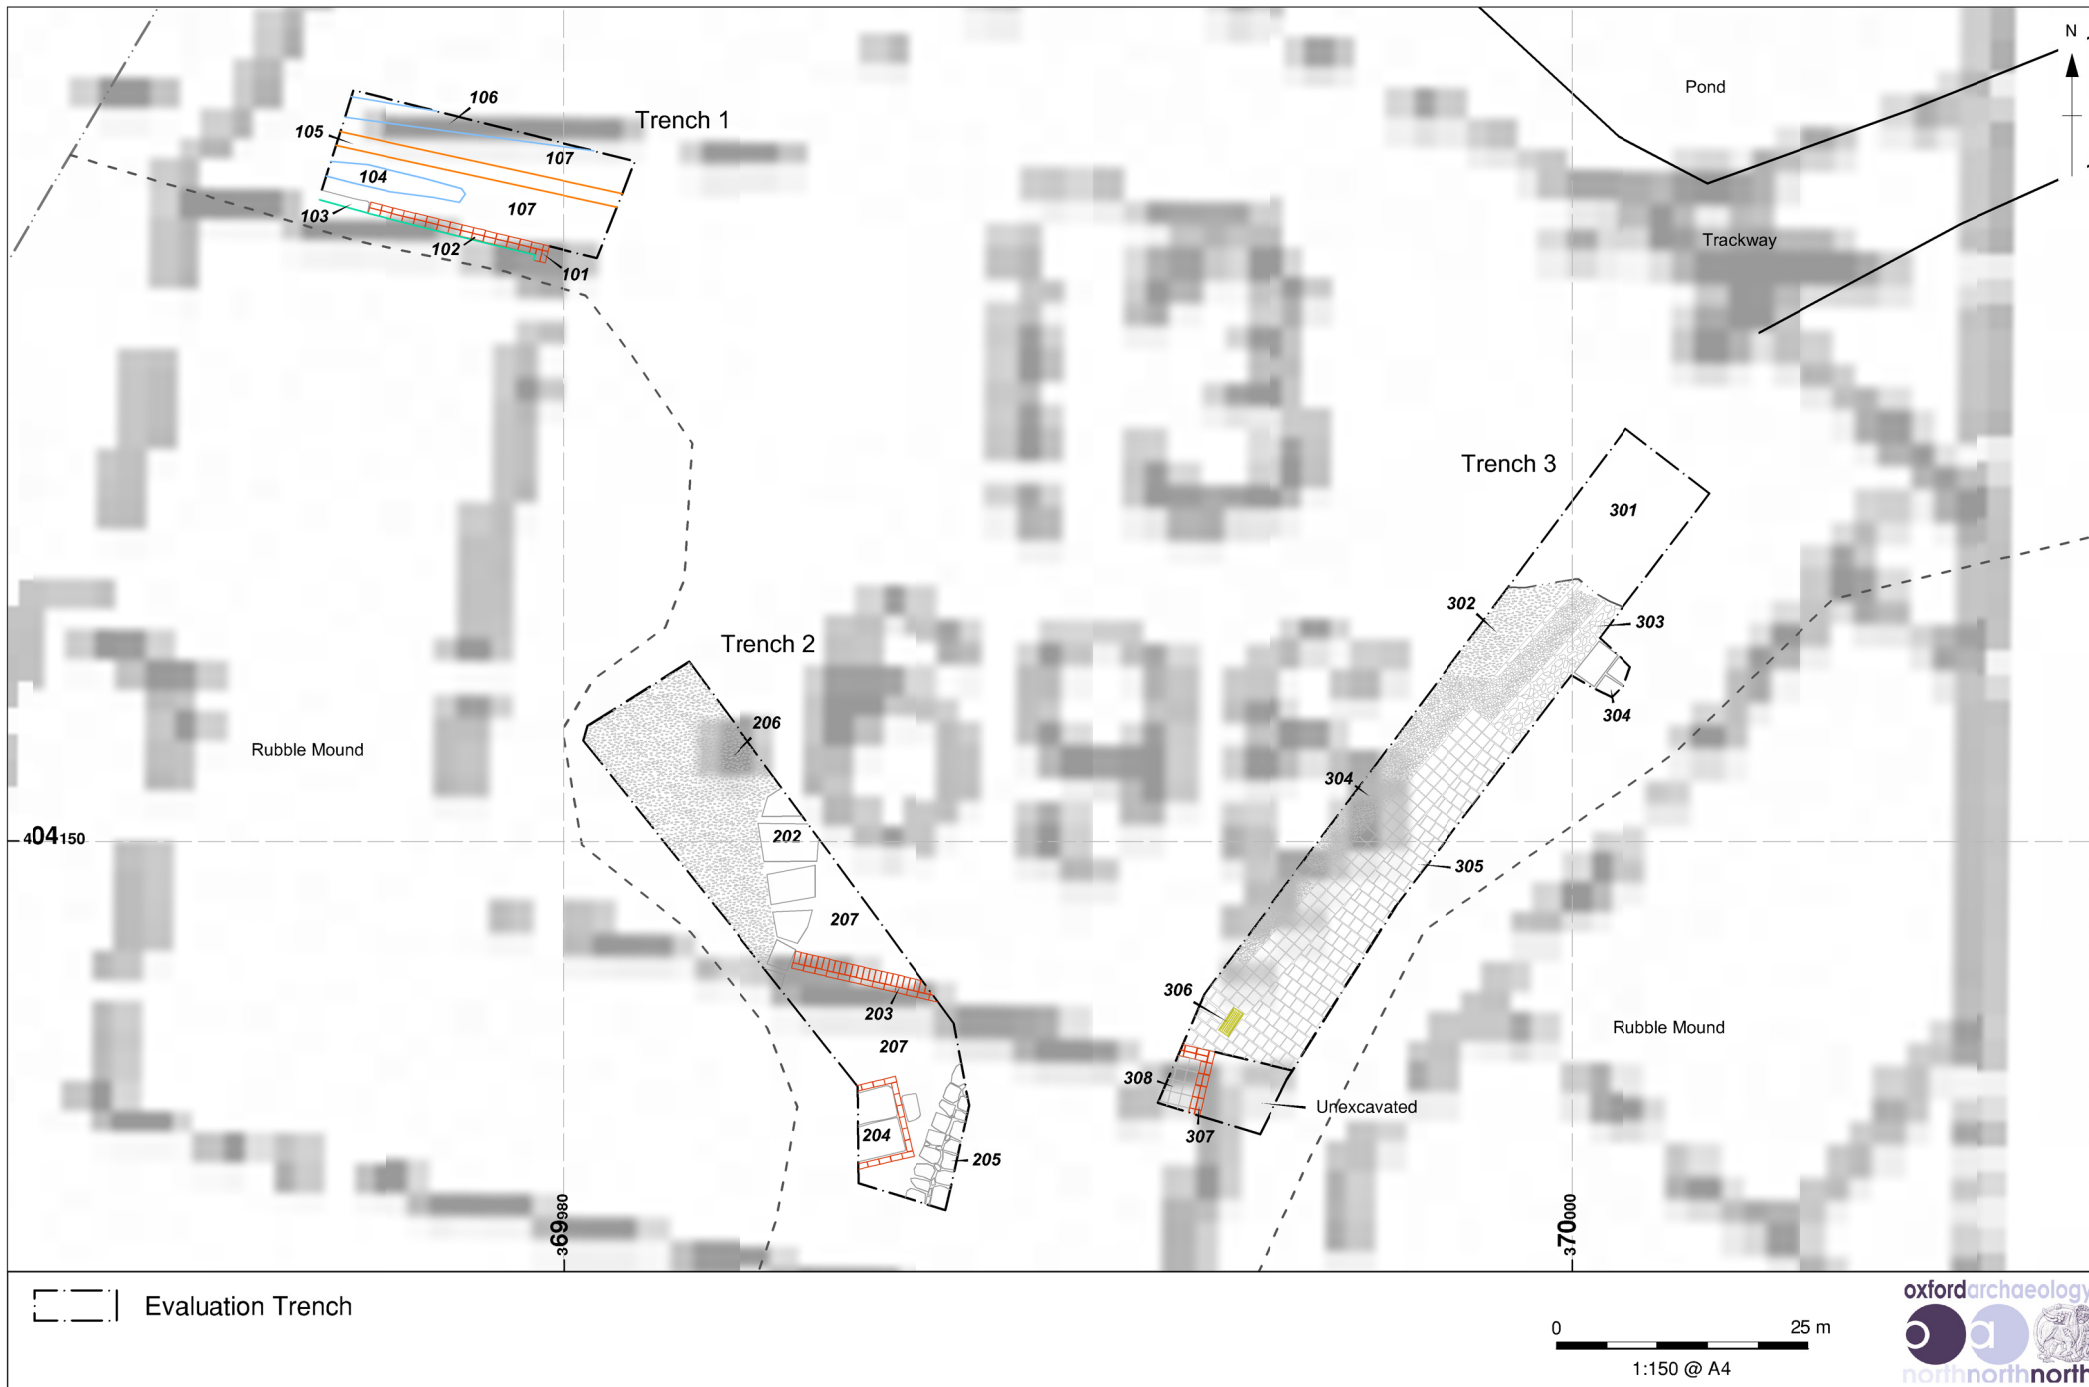 N
Pond
106
Trench 1
105
107
104
107
103
102
101
Trackway
13
Trench 3
301
302
303
304
Trench 2
206
Rubble Mound
304
202
404150
305
207
306
203
Rubble Mound
207
308
Unexcavated
204
307
205
369980
370000
Evaluation Trench
0 25 m
1:150 @ A4
oxfordarchaeology
oa
northnorthnorth